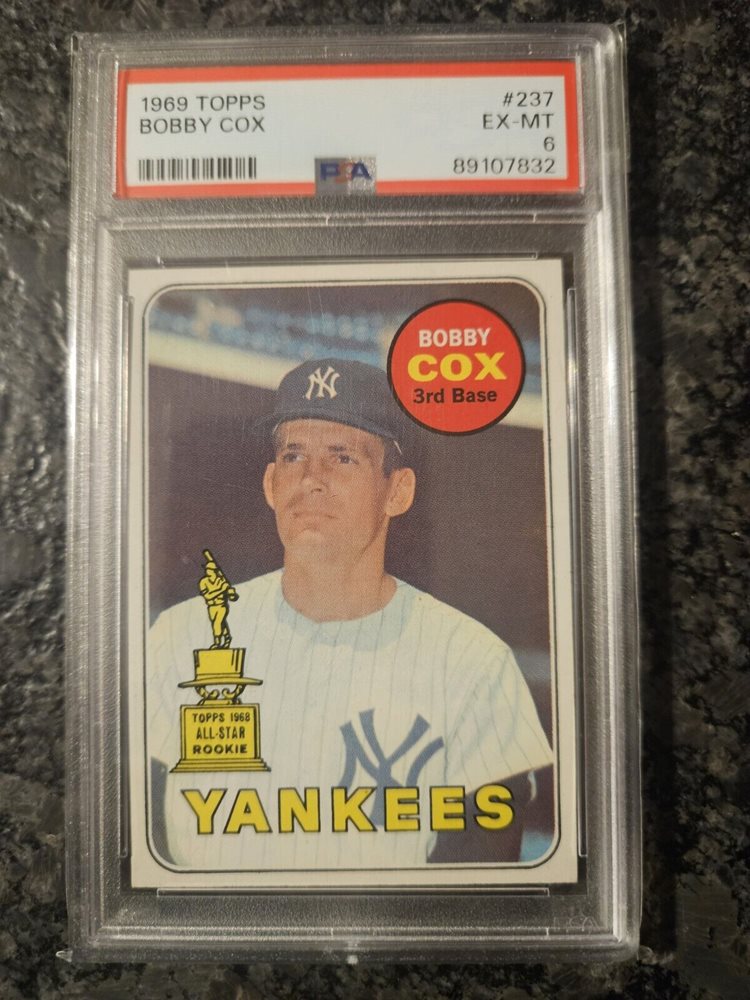 1969 TOPPS
BOBBY COX
#237
EX-MT
6
PSA
89107832
BOBBY
COX
3rd Base
NY
TOPPS 1968
ALL-STAR
ROOKIE
NY
YANKEES